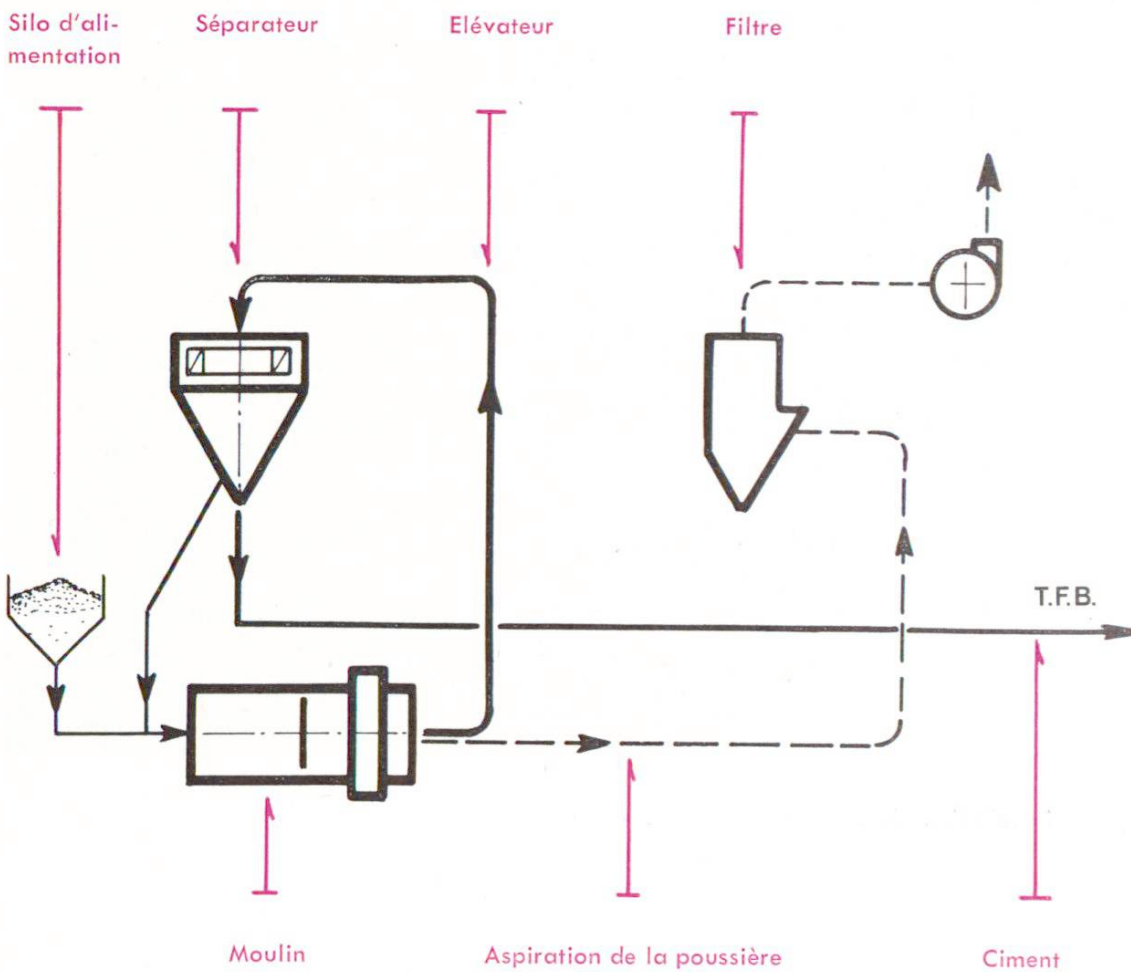 Silo d'ali-
mentation
Séparateur
Elévateur
Filtre
T.F.B.
Moulin
Aspiration de la poussière
Ciment